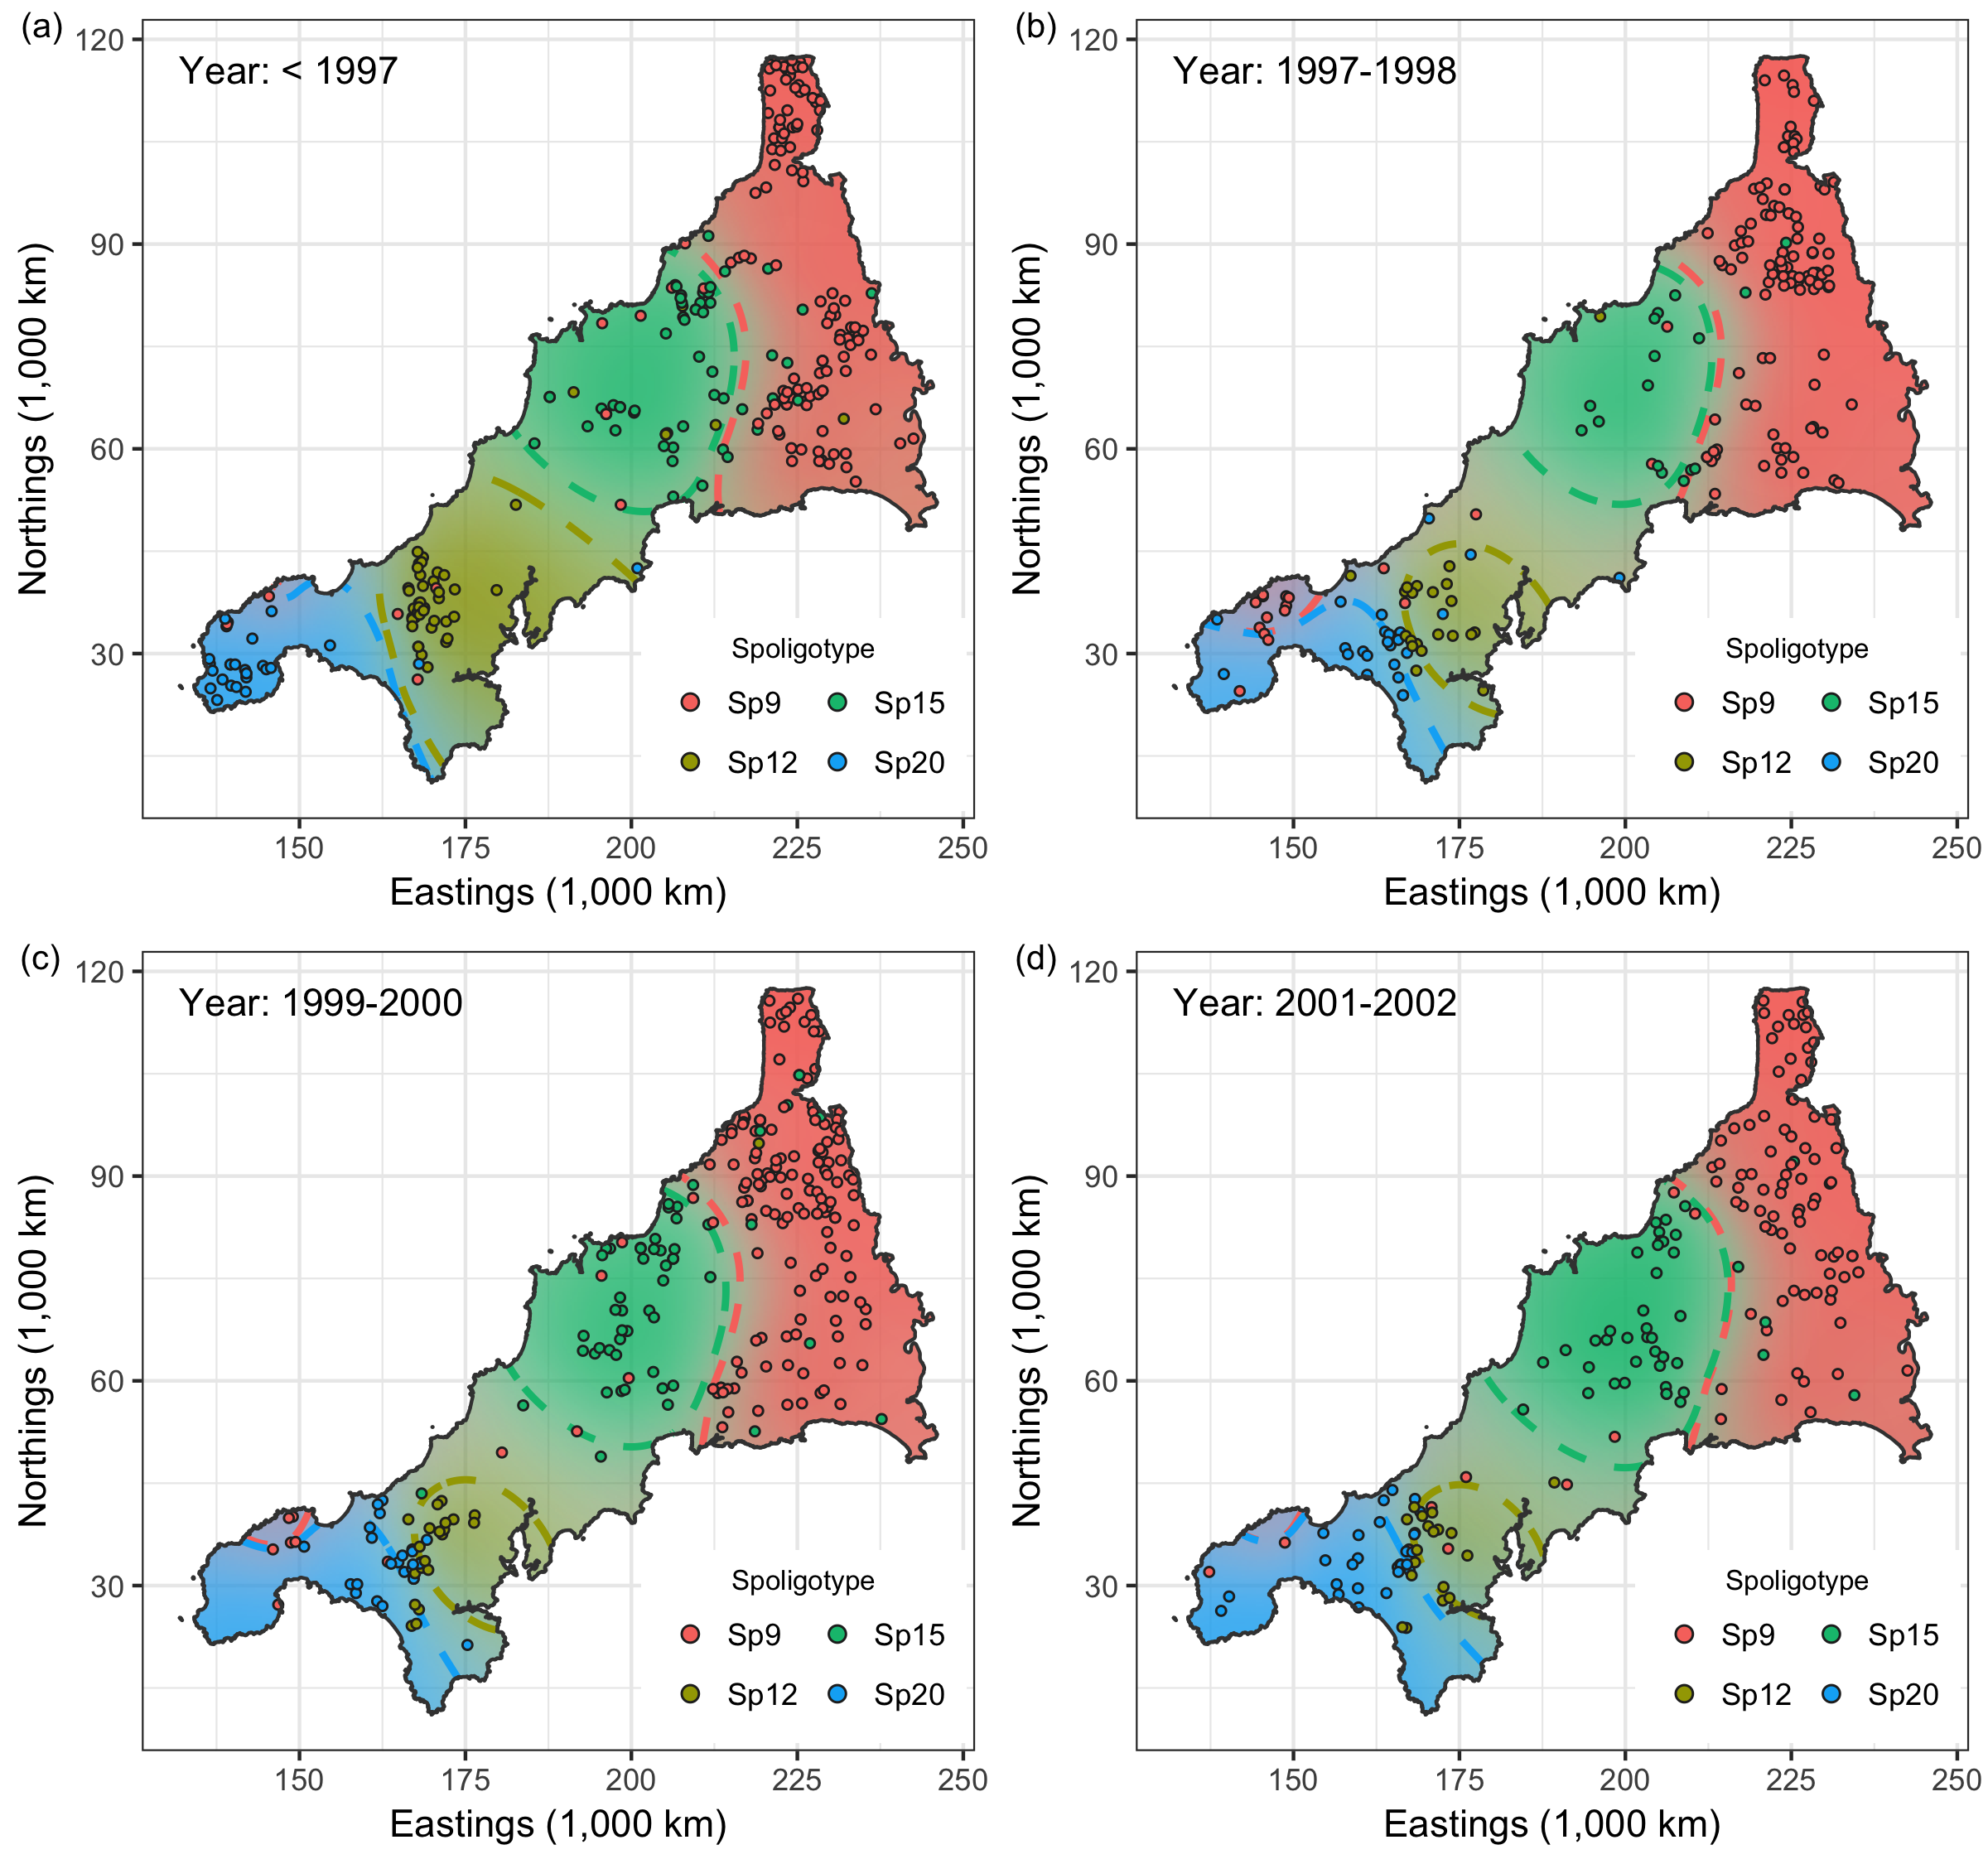 (a)
120
90
60
30
Northings (1,000 km)
Year: < 1997
Spoligotype
Sp9 Sp15
Sp12 Sp20
150 175 200 225 250
Eastings (1,000 km)
(b)
120
90
60
30
Northings (1,000 km)
Year: 1997-1998
Spoligotype
Sp9 Sp15
Sp12 Sp20
150 175 200 225 250
Eastings (1,000 km)
(c)
120
90
60
30
Northings (1,000 km)
Year: 1999-2000
Spoligotype
Sp9 Sp15
Sp12 Sp20
150 175 200 225 250
Eastings (1,000 km)
(d)
120
90
60
30
Northings (1,000 km)
Year: 2001-2002
Spoligotype
Sp9 Sp15
Sp12 Sp20
150 175 200 225 250
Eastings (1,000 km)